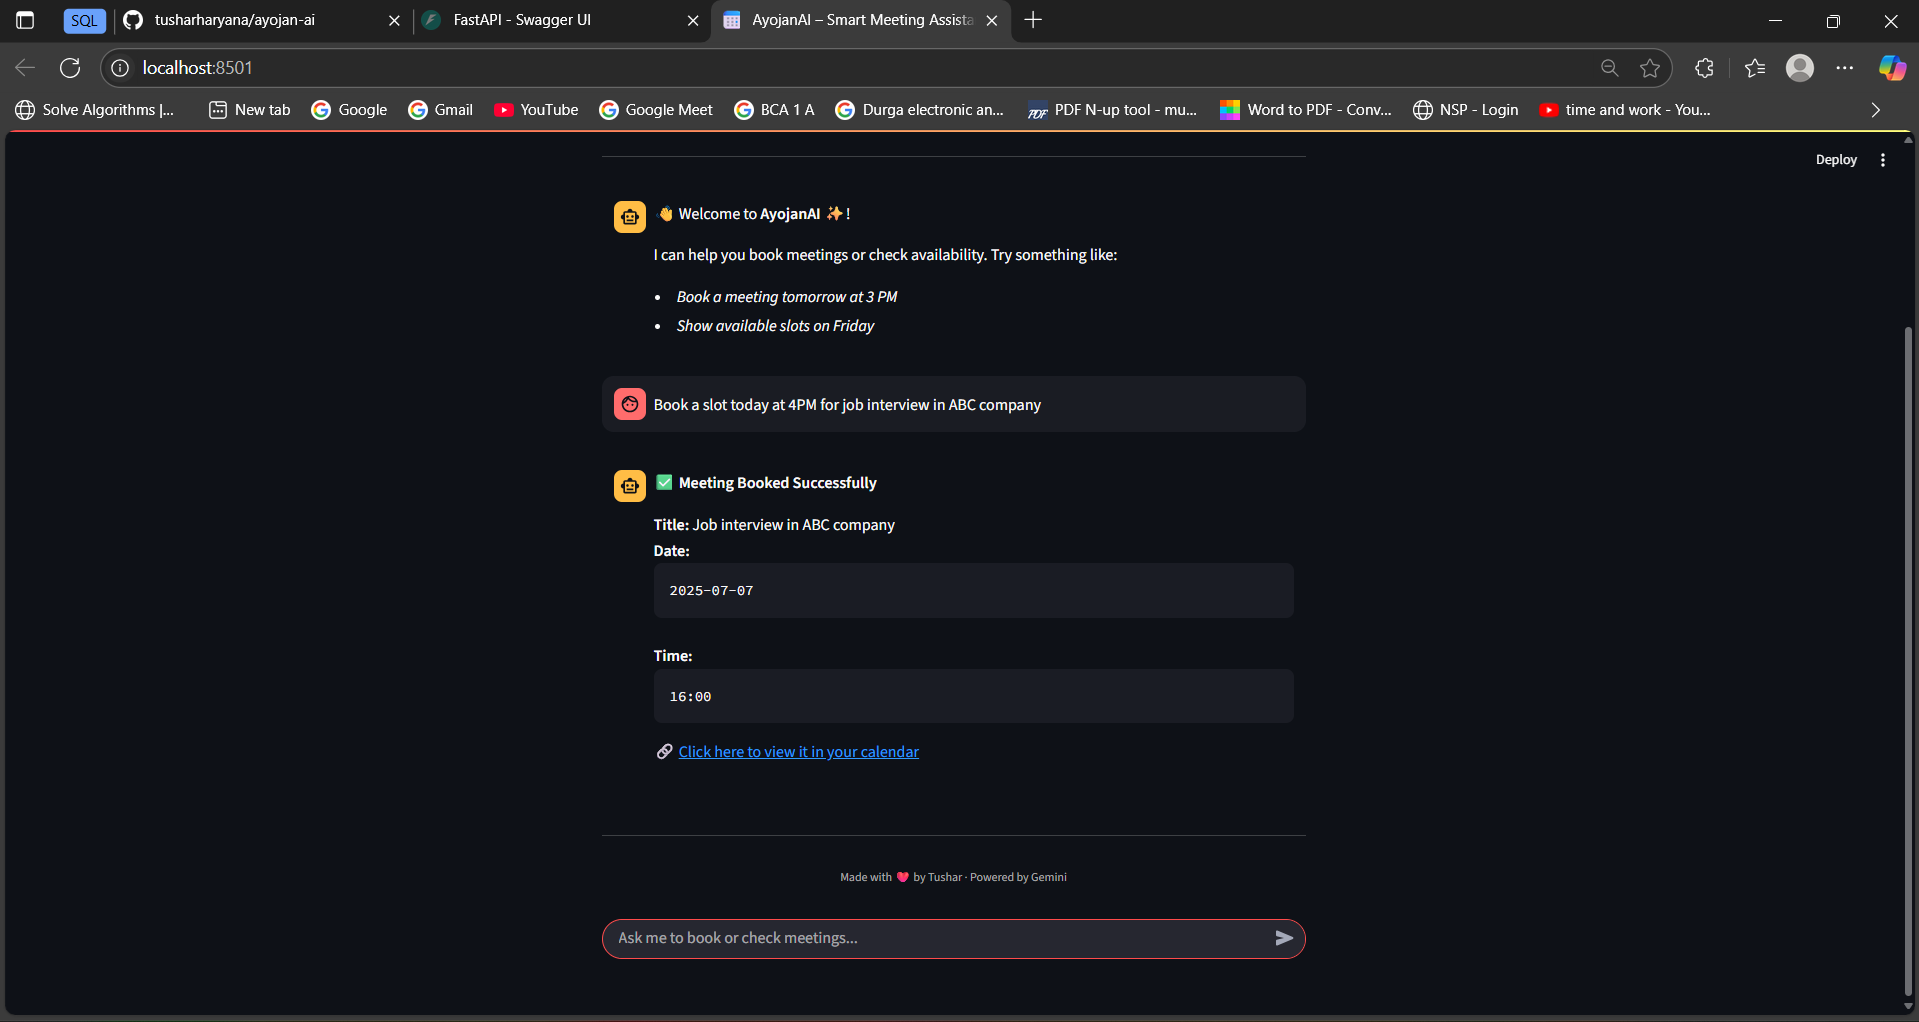 SQL
tusharharyana/ayojan-ai
FastAPI - Swagger UI
AyojanAI – Smart Meeting Assista
localhost:8501
Solve Algorithms |...
New tab
Google
Gmail
YouTube
Google Meet
BCA 1 A
Durga electronic an...
PDF
PDF N-up tool - mu...
Word to PDF - Conv...
NSP - Login
time and work - You...
Deploy
👋 Welcome to AyojanAI ✨ !
I can help you book meetings or check availability. Try something like:
• Book a meeting tomorrow at 3 PM
• Show available slots on Friday
Book a slot today at 4PM for job interview in ABC company
✅ Meeting Booked Successfully
Title: Job interview in ABC company
Date:
2025-07-07
Time:
16:00
🔗 Click here to view it in your calendar
Made with ❤️ by Tushar · Powered by Gemini
Ask me to book or check meetings...